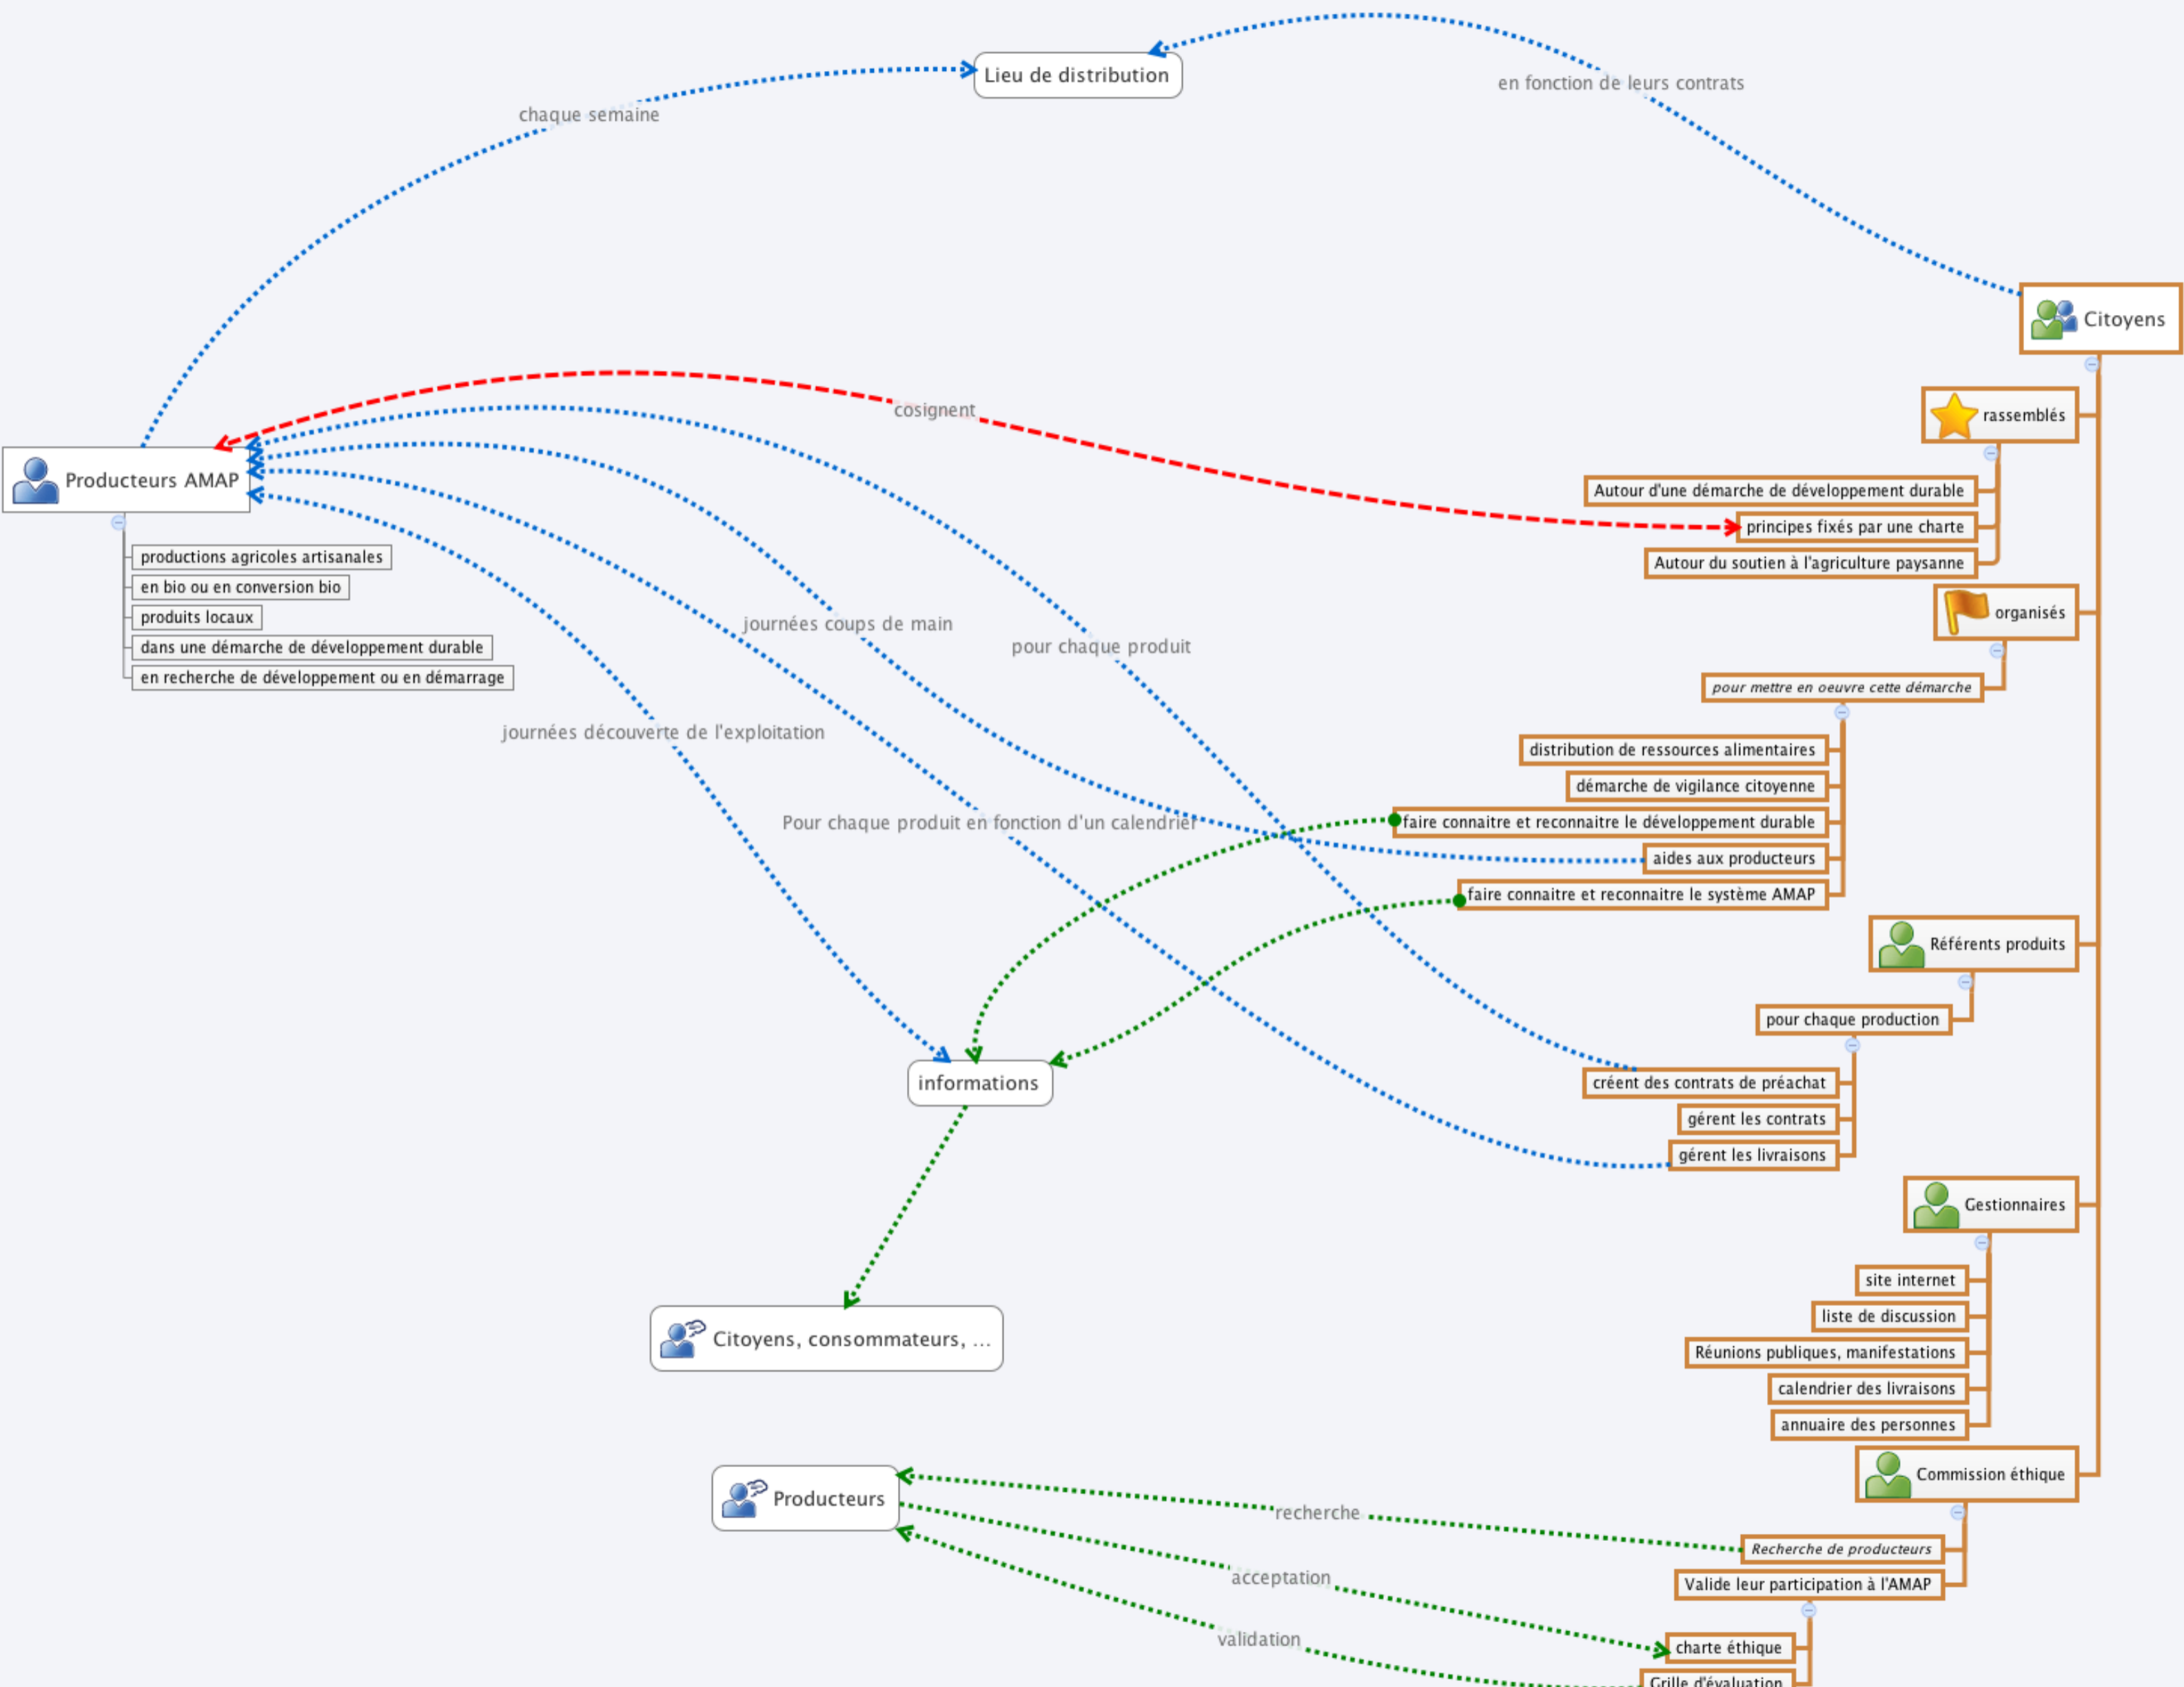 Lieu de distribution
en fonction de leurs contrats
chaque semaine
Citoyens
cosignent
rassemblés
Producteurs AMAP
Autour d'une démarche de développement durable
principes fixés par une charte
Autour du soutien à l'agriculture paysanne
productions agricoles artisanales
en bio ou en conversion bio
produits locaux
dans une démarche de développement durable
en recherche de développement ou en démarrage
organisés
journées coups de main
pour chaque produit
pour mettre en oeuvre cette démarche
journées découverte de l'exploitation
distribution de ressources alimentaires
démarche de vigilance citoyenne
Pour chaque produit en fonction d'un calendrier
faire connaitre et reconnaitre le développement durable
aides aux producteurs
faire connaitre et reconnaitre le système AMAP
Référents produits
pour chaque production
informations
créent des contrats de préachat
gérent les contrats
gérent les livraisons
Gestionnaires
site internet
liste de discussion
Citoyens, consommateurs, ...
Réunions publiques, manifestations
calendrier des livraisons
annuaire des personnes
Commission éthique
Producteurs
recherche
Recherche de producteurs
acceptation
Valide leur participation à l'AMAP
validation
charte éthique
Grille d'évaluation